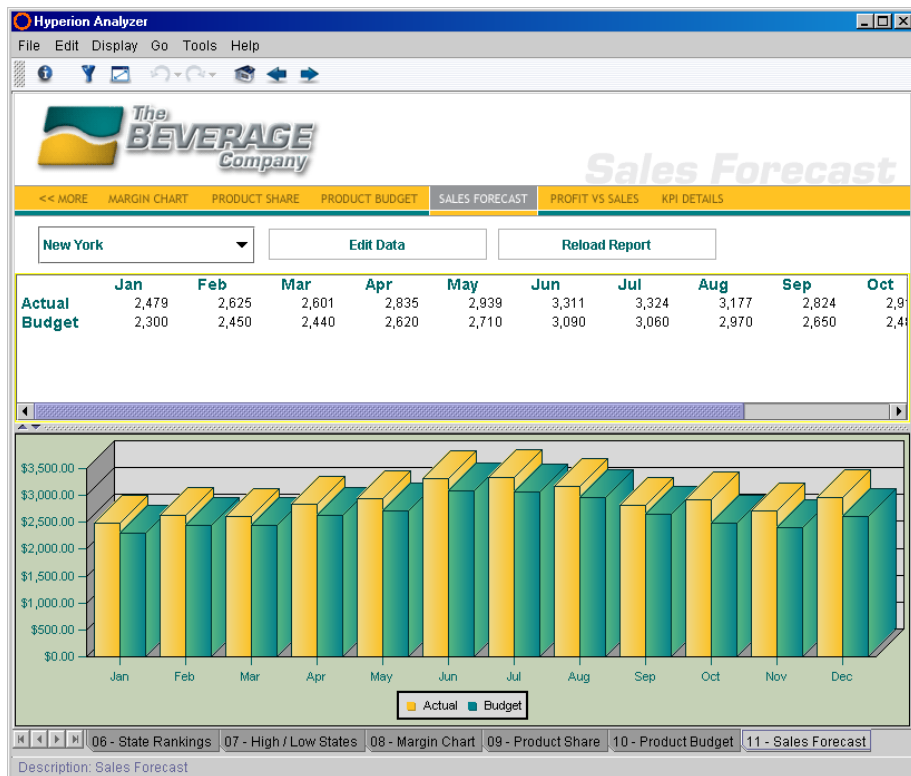 Hyperion Analyzer
File Edit Display Go Tools Help
The
BEVERAGE
Company
Sales Forecast
<< MORE MARGIN CHART PRODUCT SHARE PRODUCT BUDGET SALES FORECAST PROFIT VS SALES KPI DETAILS
New York Edit Data Reload Report
Jan Feb Mar Apr May Jun Jul Aug Sep Oct
Actual 2,479 2,625 2,601 2,835 2,939 3,311 3,324 3,177 2,824
Budget 2,300 2,450 2,440 2,620 2,710 3,090 3,060 2,970 2,650
$3,500.00
$3,000.00
$2,500.00
$2,000.00
$1,500.00
$1,000.00
$500.00
$0.00
Jan Feb Mar Apr May Jun Jul Aug Sep Oct Nov Dec
Actual Budget
06 - State Rankings 07 - High / Low States 08 - Margin Chart 09 - Product Share 10 - Product Budget 11 - Sales Forecast
Description: Sales Forecast